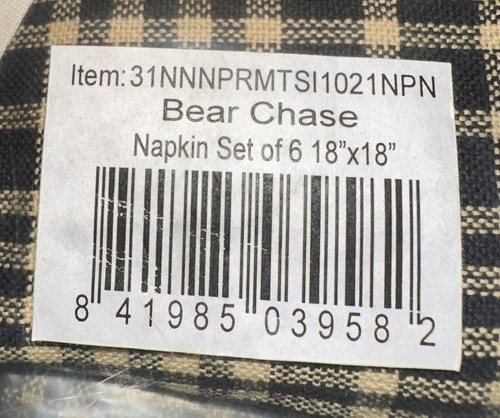 Item: 31NNNPRMTSI1021NPN
Bear Chase
Napkin Set of 6 18"x18"
8 41985 03958 2